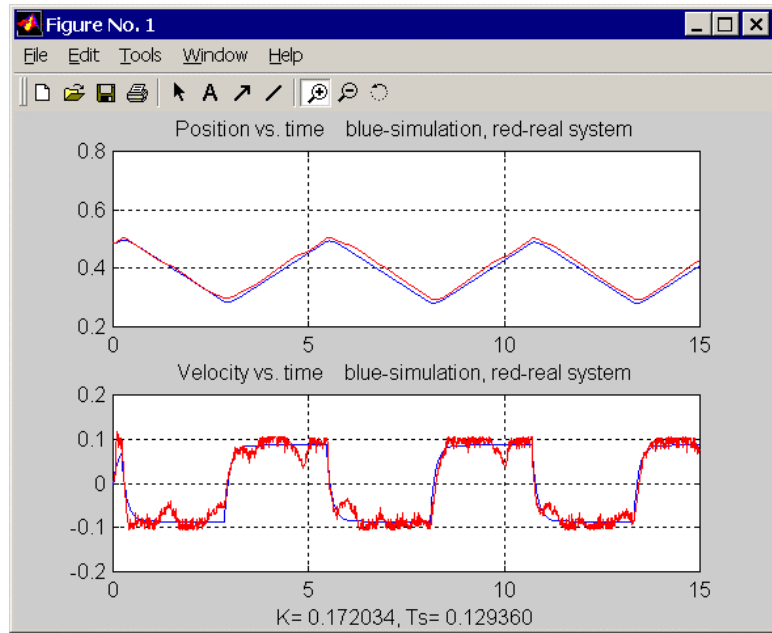 Figure No. 1
File Edit Tools Window Help
A
Position vs. time blue-simulation, red-real system
0.8
0.6
0.4
0.2
0 5 10 15
Velocity vs. time blue-simulation, red-real system
0.2
0.1
0
-0.1
-0.2
0 5 10 15
K= 0.172034, Ts= 0.129360